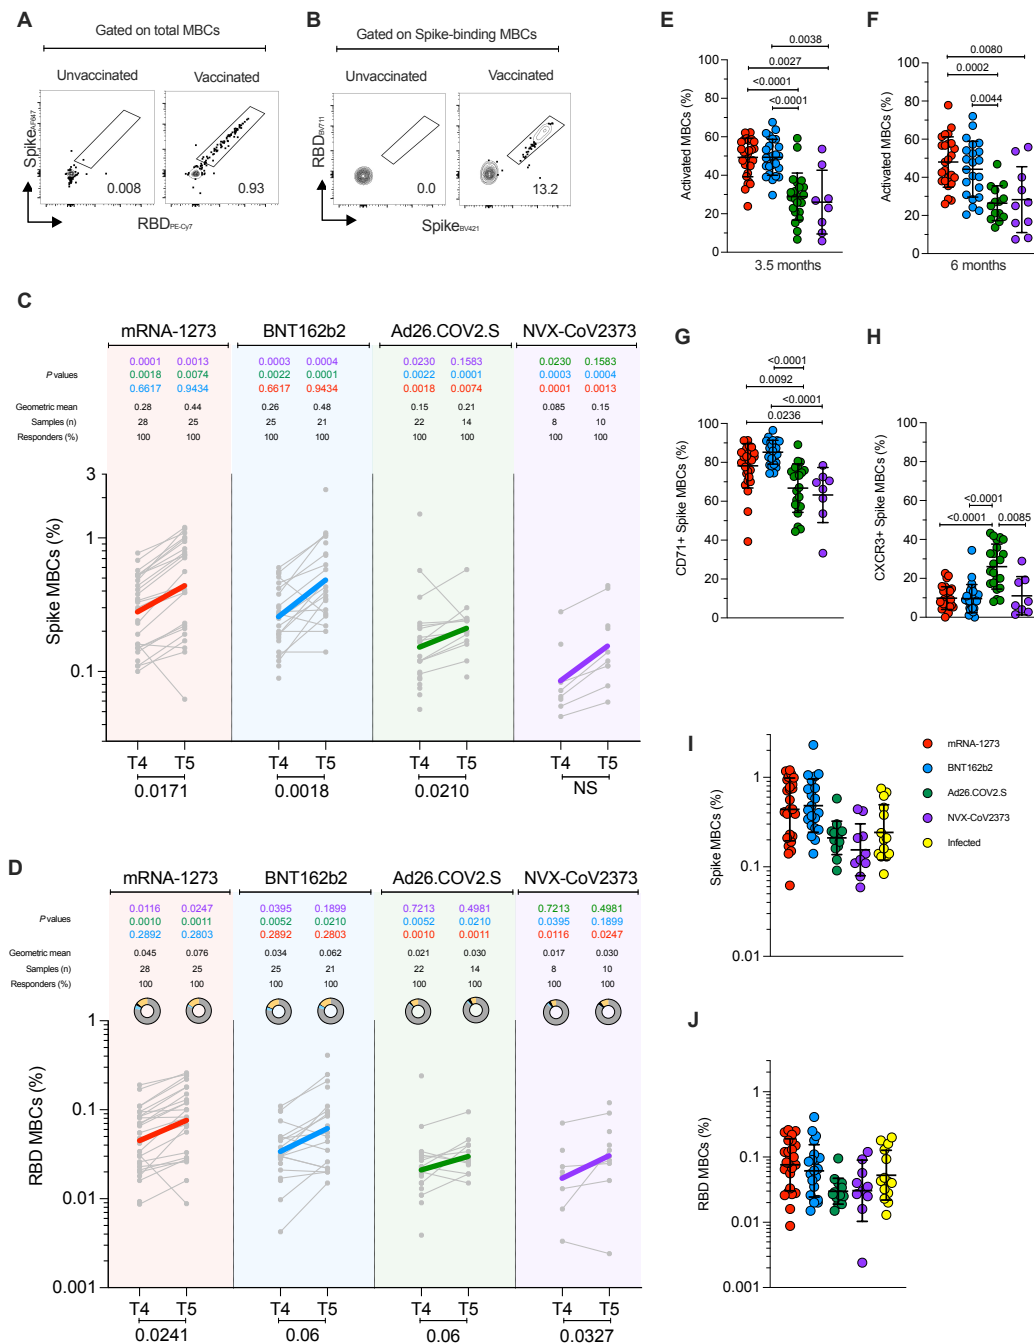 A
Gated on total MBCs
Unvaccinated
Vaccinated
Spike AF647
0.008
0.93
RBD PE-Cy7
B
Gated on Spike-binding MBCs
Unvaccinated
Vaccinated
RBD BV711
0.0
13.2
Spike BV421
C
mRNA-1273 BNT162b2 Ad26.COV2.S NVX-CoV2373
0.0001 0.0013 0.0003 0.0004 0.0230 0.1583 0.0230 0.1583
P values 0.0018 0.0074 0.0022 0.0001 0.0022 0.0001 0.0003 0.0004
0.6617 0.9434 0.6617 0.9434 0.0018 0.0074 0.0001 0.0013
Geometric mean 0.28 0.44 0.26 0.48 0.15 0.21 0.085 0.15
Samples (n) 28 25 25 21 22 14 8 10
Responders (%) 100 100 100 100 100 100 100 100
Spike MBCs (%)
3
1
0.1
T4 T5 T4 T5 T4 T5 T4 T5
0.0171 0.0018 0.0210 NS
D
mRNA-1273 BNT162b2 Ad26.COV2.S NVX-CoV2373
0.0116 0.0247 0.0395 0.1899 0.7213 0.4981 0.7213 0.4981
P values 0.0010 0.0011 0.0052 0.0210 0.0052 0.0210 0.0395 0.1899
0.2892 0.2803 0.2892 0.2803 0.0010 0.0011 0.0116 0.0247
Geometric mean 0.045 0.076 0.034 0.062 0.021 0.030 0.017 0.030
Samples (n) 28 25 25 21 22 14 8 10
Responders (%) 100 100 100 100 100 100 100 100
RBD MBCs (%)
1
0.1
0.01
0.001
T4 T5 T4 T5 T4 T5 T4 T5
0.0241 0.06 0.06 0.0327
E
0.0038
0.0027
<0.0001
<0.0001
Activated MBCs (%)
100
80
60
40
20
0
3.5 months
F
0.0080
0.0002
0.0044
Activated MBCs (%)
100
80
60
40
20
0
6 months
G
<0.0001
0.0092
<0.0001
0.0236
CD71+ Spike MBCs (%)
100
80
60
40
20
0
H
<0.0001
<0.0001 0.0085
CXCR3+ Spike MBCs (%)
100
80
60
40
20
0
I
Spike MBCs (%)
1
0.1
0.01
mRNA-1273
BNT162b2
Ad26.COV2.S
NVX-CoV2373
Infected
J
RBD MBCs (%)
1
0.1
0.01
0.001